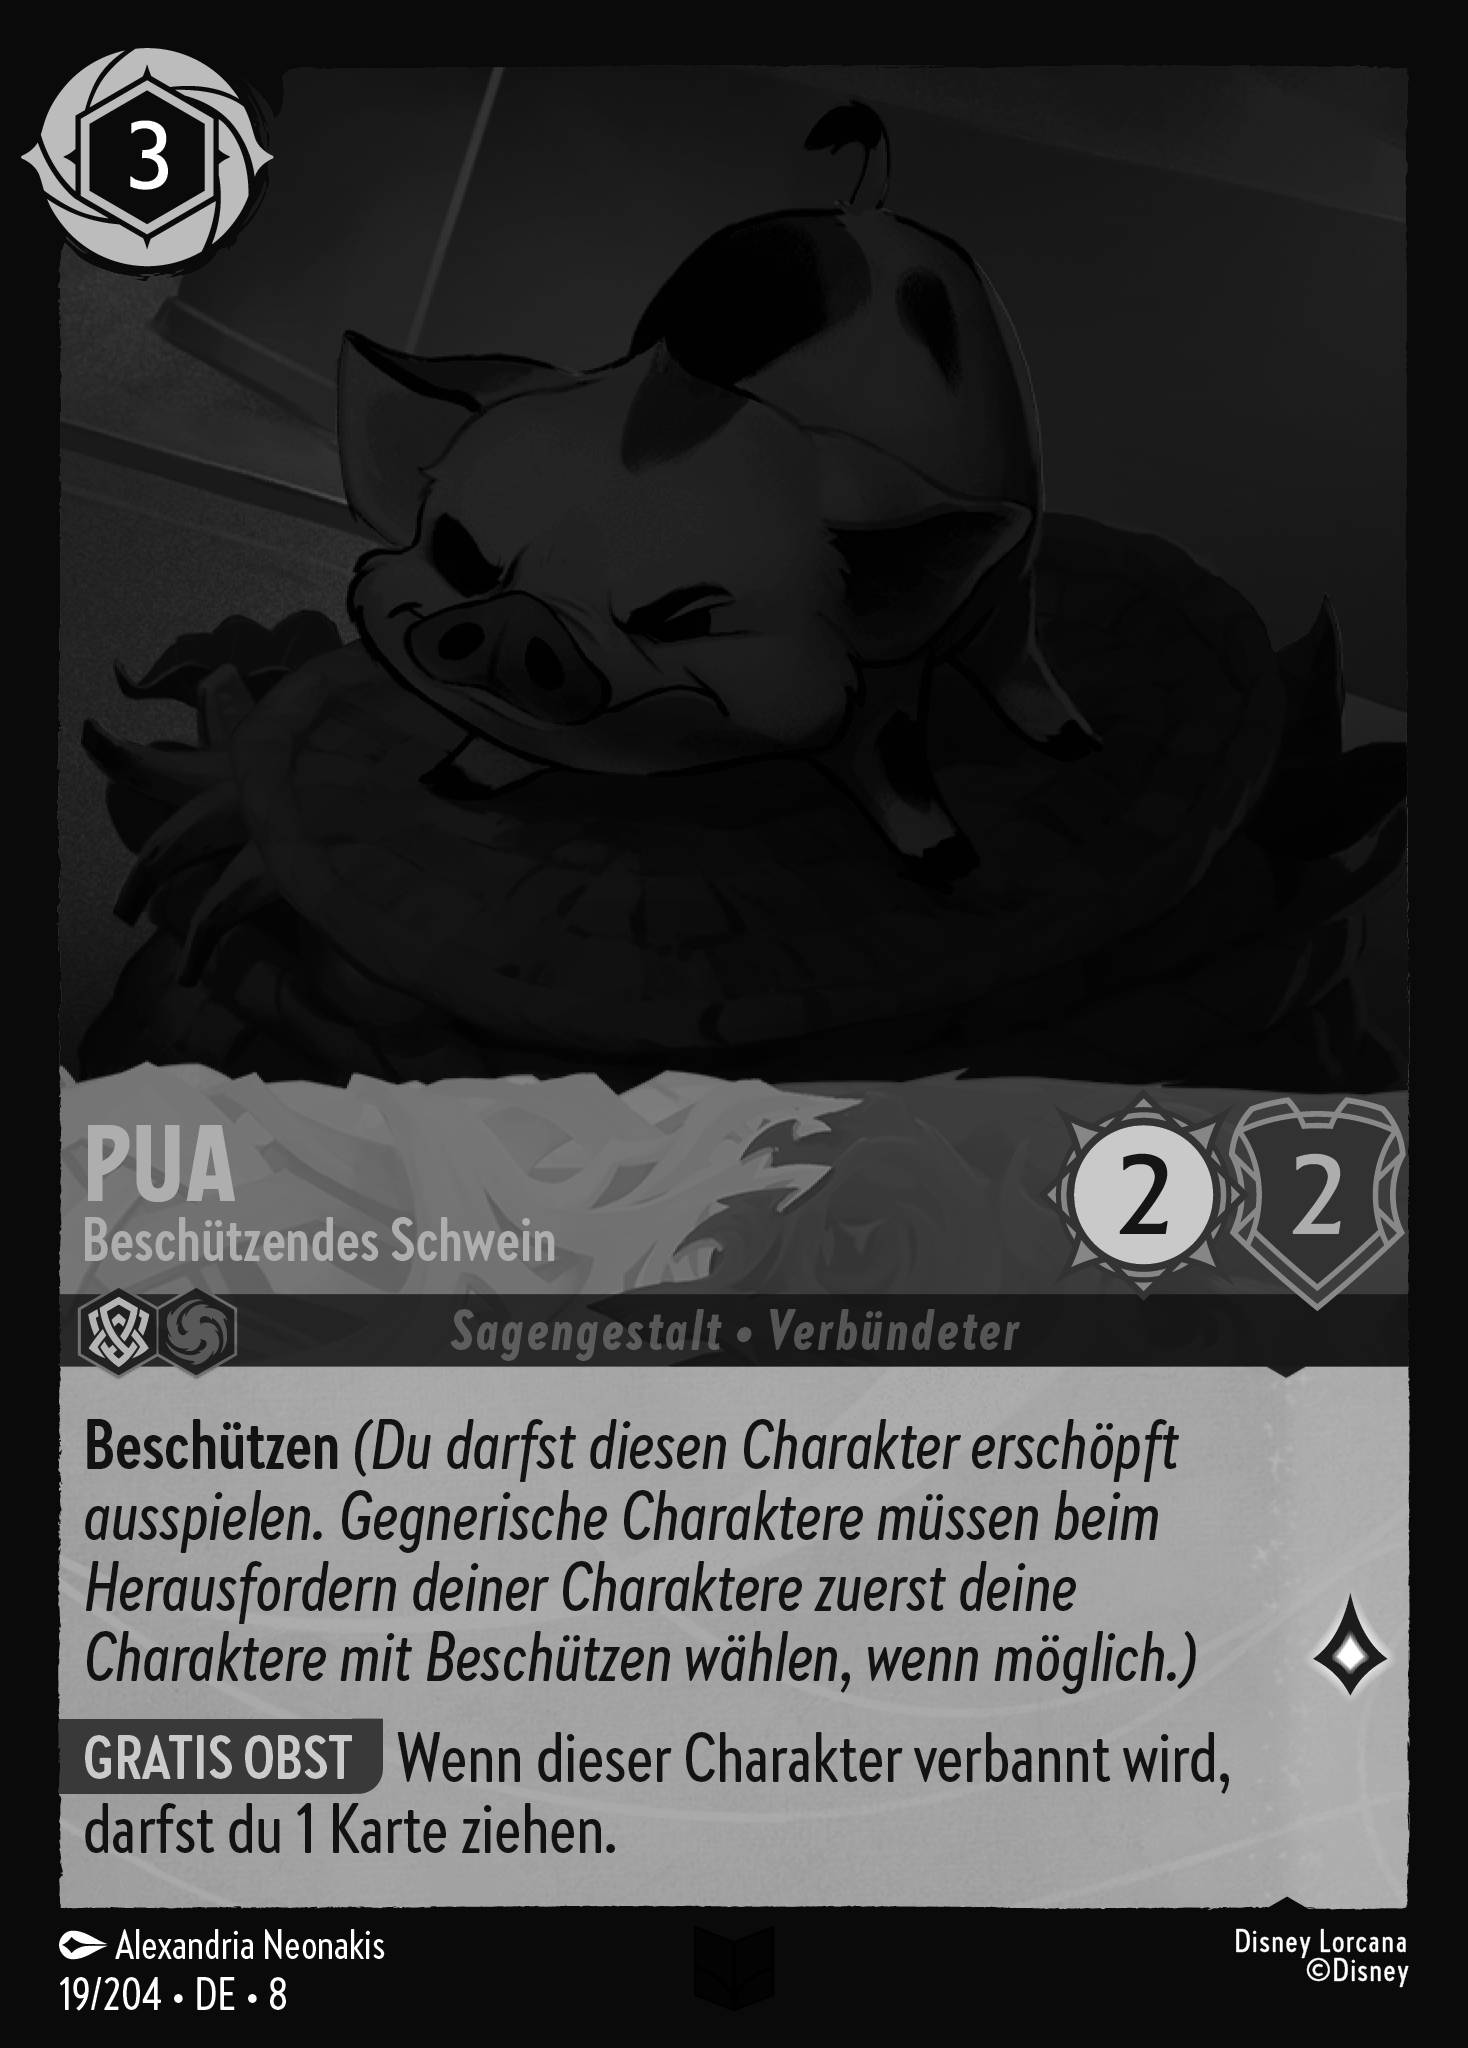 3
PUA
Beschützendes Schwein
2 2
Sagengestalt • Verbündeter
Beschützen (Du darfst diesen Charakter erschöpft
ausspielen. Gegnerische Charaktere müssen beim
Herausfordern deiner Charaktere zuerst deine
Charaktere mit Beschützen wählen, wenn möglich.)
GRATIS OBST Wenn dieser Charakter verbannt wird,
darfst du 1 Karte ziehen.
Alexandria Neonakis
19/204 • DE • 8
Disney Lorcana
©Disney